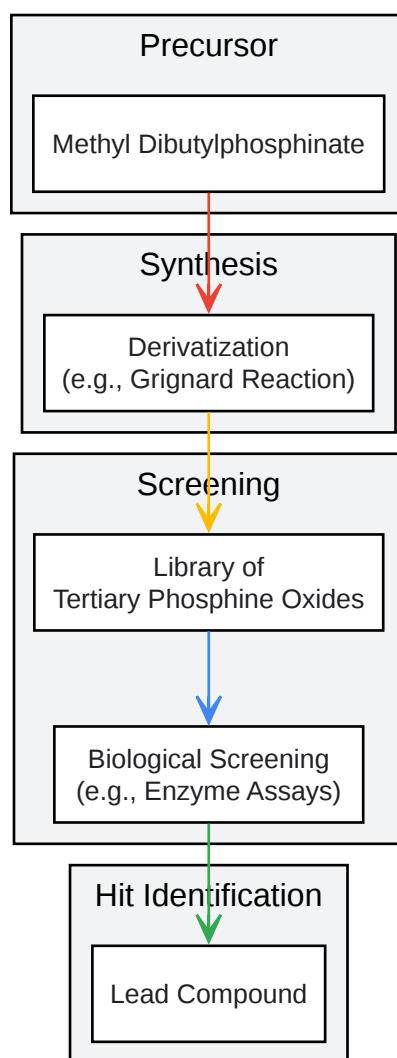 Precursor
Methyl Dibutylphosphinate
Synthesis
Derivatization
(e.g., Grignard Reaction)
Screening
Library of
Tertiary Phosphine Oxides
Biological Screening
(e.g., Enzyme Assays)
Hit Identification
Lead Compound